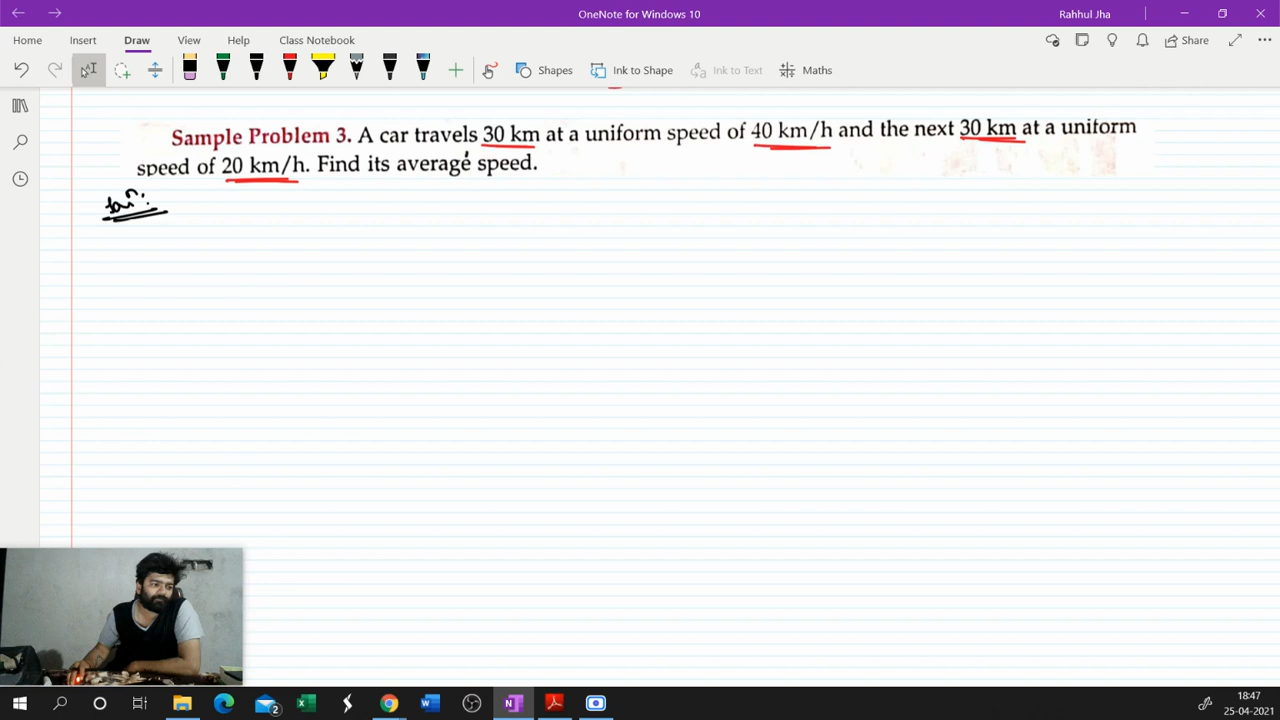 OneNote for Windows 10
Rahhul Jha
Home Insert Draw View Help Class Notebook
Share
Shapes Ink to Shape Ink to Text Maths
Sample Problem 3. A car travels 30 km at a uniform speed of 40 km/h and the next 30 km at a uniform
speed of 20 km/h. Find its average speed.
2
18:47
25-04-2021